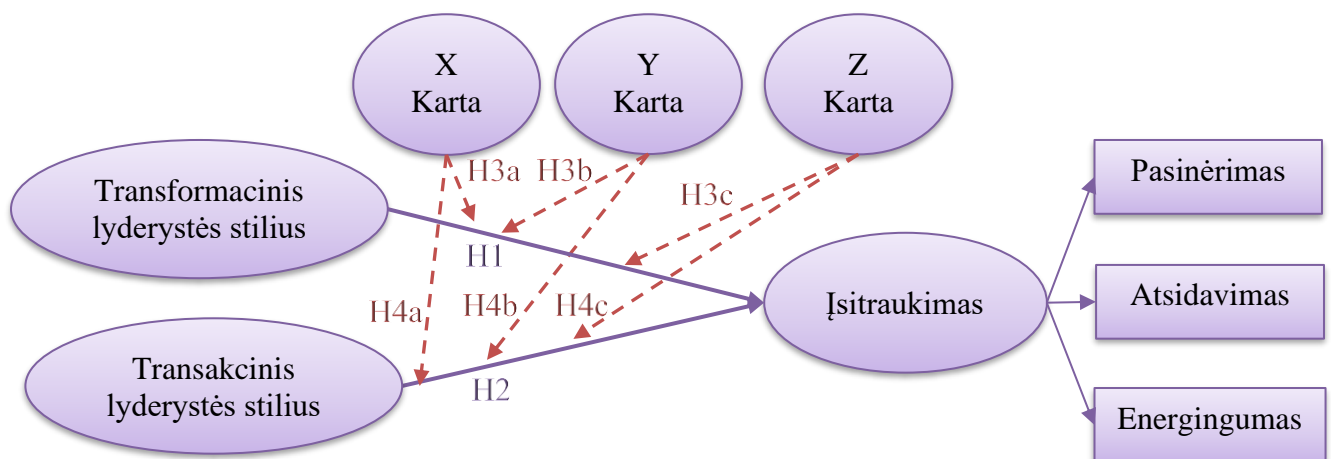 X
Karta
Y
Karta
Z
Karta
Transformacinis
lyderystės stilius
H3a
H3b
H3c
H1
Pasinėrimas
Įsitraukimas
Atsidavimas
H4a
H4b
H4c
Transakcinis
lyderystės stilius
H2
Energingumas